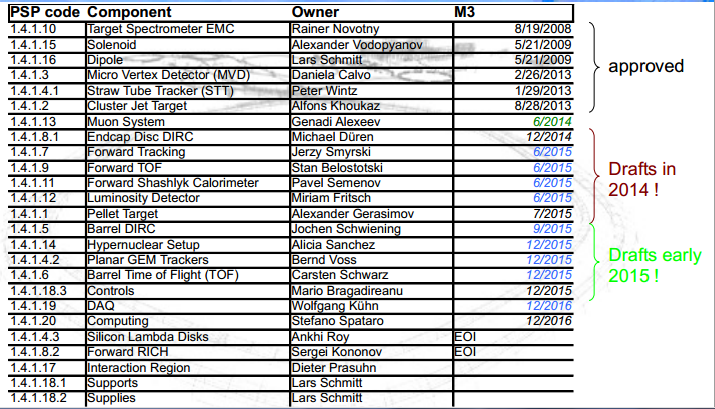 PSP code Component Owner M3
1.4.1.10 Target Spectrometer EMC Rainer Novotny 8/19/2008
1.4.1.15 Solenoid Alexander Vodopyanov 5/21/2009
1.4.1.16 Dipole Lars Schmitt 5/21/2009
1.4.1.3 Micro Vertex Detector (MVD) Daniela Calvo 2/26/2013
1.4.1.4.1 Straw Tube Tracker (STT) Peter Wintz 1/29/2013
1.4.1.2 Cluster Jet Target Alfons Khoukaz 8/28/2013
approved
1.4.1.13 Muon System Genadi Alexeev 6/2014
1.4.1.8.1 Endcap Disc DIRC Michael Düren 12/2014
1.4.1.7 Forward Tracking Jerzy Smyrski 6/2015
1.4.1.9 Forward TOF Stan Belostotski 6/2015
1.4.1.11 Forward Shashlyk Calorimeter Pavel Semenov 6/2015
1.4.1.12 Luminosity Detector Miriam Fritsch 6/2015
1.4.1.1 Pellet Target Alexander Gerasimov 7/2015
Drafts in
2014 !
1.4.1.5 Barrel DIRC Jochen Schwiening 9/2015
1.4.1.14 Hypernuclear Setup Alicia Sanchez 12/2015
1.4.1.4.2 Planar GEM Trackers Bernd Voss 12/2015
1.4.1.6 Barrel Time of Flight (TOF) Carsten Schwarz 12/2015
1.4.1.18.3 Controls Mario Bragadireanu 12/2015
1.4.1.19 DAQ Wolfgang Kühn 12/2016
Drafts early
2015 !
1.4.1.20 Computing Stefano Spataro 12/2016
1.4.1.4.3 Silicon Lambda Disks Ankhi Roy EOI
1.4.1.8.2 Forward RICH Sergei Kononov EOI
1.4.1.17 Interaction Region Dieter Prasuhn
1.4.1.18.1 Supports Lars Schmitt
1.4.1.18.2 Supplies Lars Schmitt